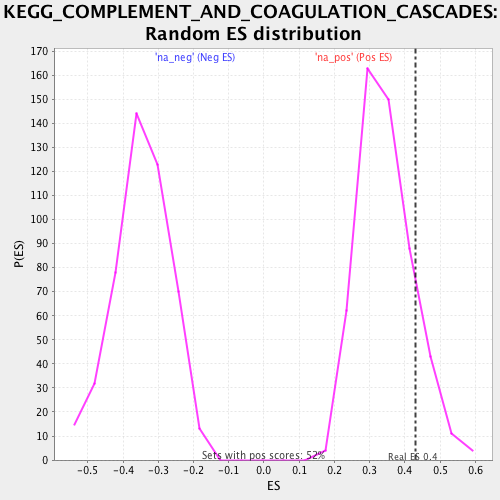 KEGG_COMPLEMENT_AND_COAGULATION_CASCADES:
Random ES distribution
'na_neg' (Neg ES)
'na_pos' (Pos ES)
170
160
150
140
130
120
110
100
90
80
70
60
50
40
30
20
10
0
P(ES)
Sets with pos scores: 52%
Real ES 0.4
-0.5 -0.4 -0.3 -0.2 -0.1 0.0 0.1 0.2 0.3 0.4 0.5 0.6
ES